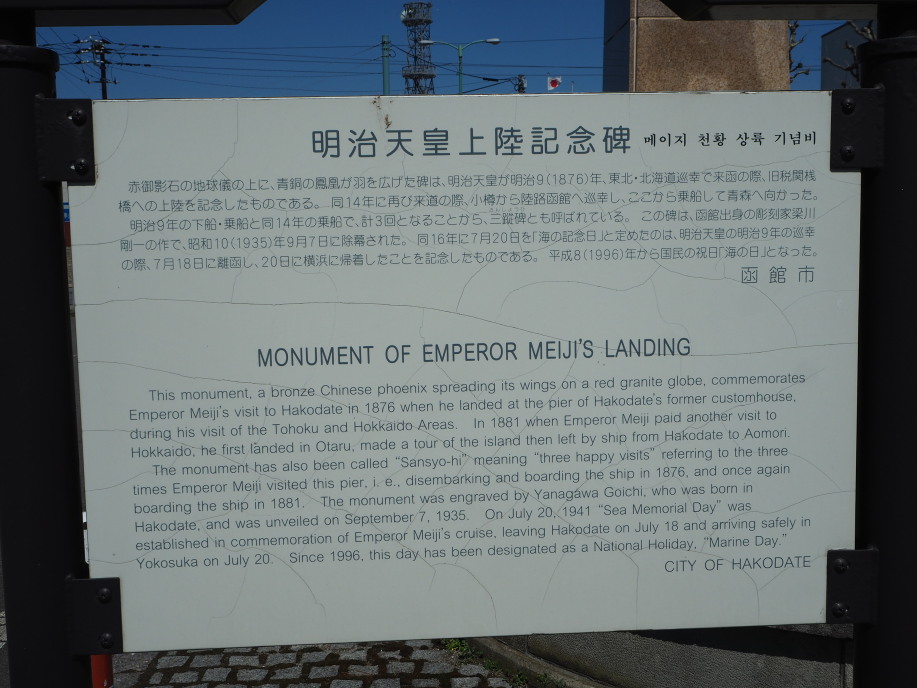 明治天皇上陸記念碑 메이지 천황 상륙 기념비
赤御影石の地球儀の上に、青銅の鳳凰が羽を広げた碑は、明治天皇が明治9(1876)年、東北・北海道巡幸で来函の際、旧税関桟
橋への上陸を記念したものである。 同14年に再び来道の際、小樽から陸路函館へ巡幸し、ここから乗船して青森へ向かった。
明治9年の下船・乗船と同14年の乗船で、計3回となることから、三蹤碑とも呼ばれている。 この碑は、函館出身の彫刻家梁川
剛一の作で、昭和10(1935)年9月7日に除幕された。 同16年に7月20日を「海の記念日」と定めたのは、明治天皇の明治9年の巡幸
の際、7月18日に離函し、20日に横浜に帰着したことを記念したものである。 平成8(1996)年から国民の祝日「海の日」となった。
函館市
MONUMENT OF EMPEROR MEIJI'S LANDING
This monument, a bronze Chinese phoenix spreading its wings on a red granite globe, commemorates
Emperor Meiji's visit to Hakodate in 1876 when he landed at the pier of Hakodate's former customhouse,
during his visit of the Tohoku and Hokkaido Areas. In 1881 when Emperor Meiji paid another visit to
Hokkaido, he first landed in Otaru, made a tour of the island then left by ship from Hakodate to Aomori.
The monument has also been called "Sansyo-hi" meaning "three happy visits" referring to the three
times Emperor Meiji visited this pier, i. e., disembarking and boarding the ship in 1876, and once again
boarding the ship in 1881. The monument was engraved by Yanagawa Goichi, who was born in
Hakodate, and was unveiled on September 7, 1935. On July 20, 1941 "Sea Memorial Day" was
established in commemoration of Emperor Meiji's cruise, leaving Hakodate on July 18 and arriving safely in
Yokosuka on July 20. Since 1996, this day has been designated as a National Holiday, "Marine Day."
CITY OF HAKODATE